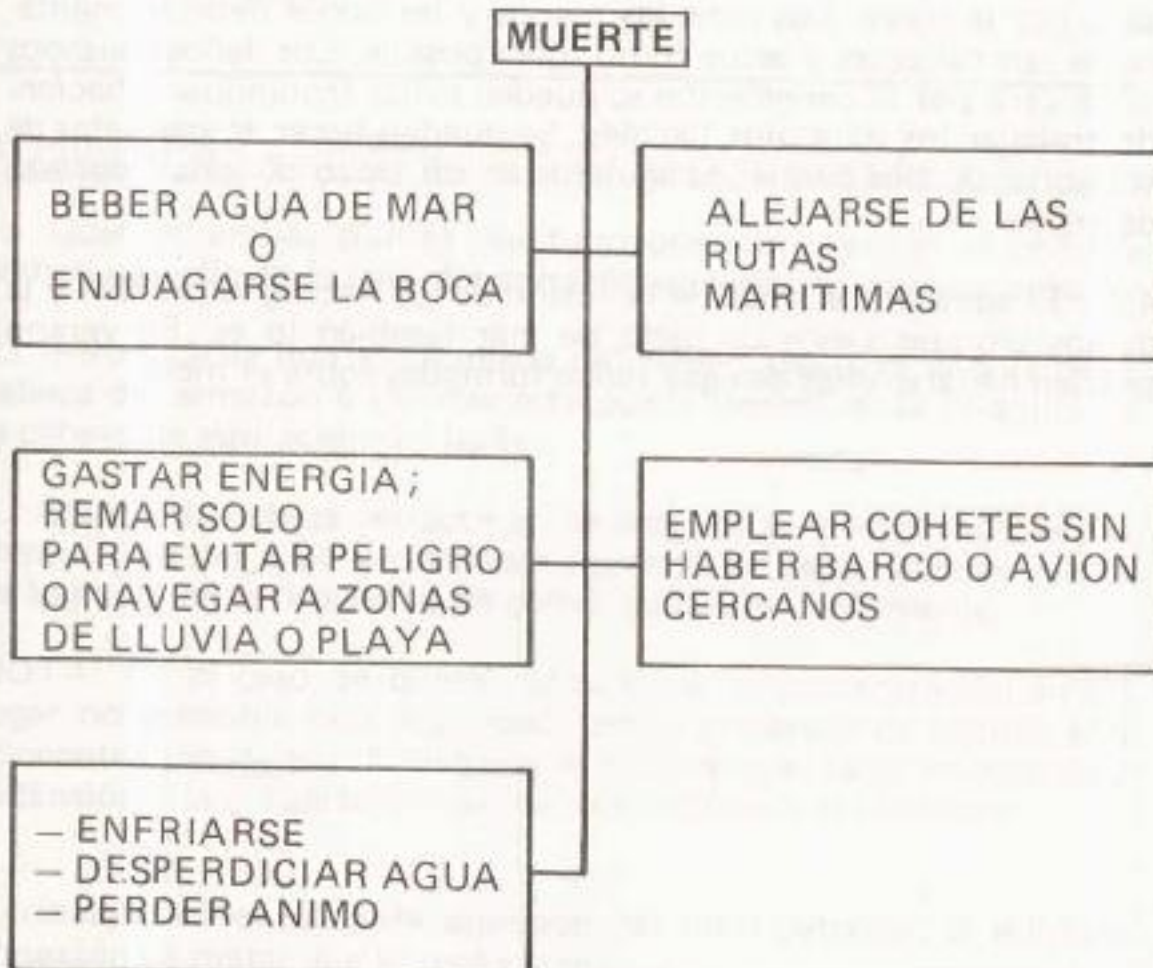 MUERTE
BEBER AGUA DE MAR
O
ENJUAGARSE LA BOCA
ALEJARSE DE LAS
RUTAS
MARITIMAS
GASTAR ENERGIA;
REMAR SOLO
PARA EVITAR PELIGRO
O NAVEGAR A ZONAS
DE LLUVIA O PLAYA
EMPLEAR COHETES SIN
HABER BARCO O AVION
CERCANOS
– ENFRIARSE
– DESPERDICIAR AGUA
– PERDER ANIMO